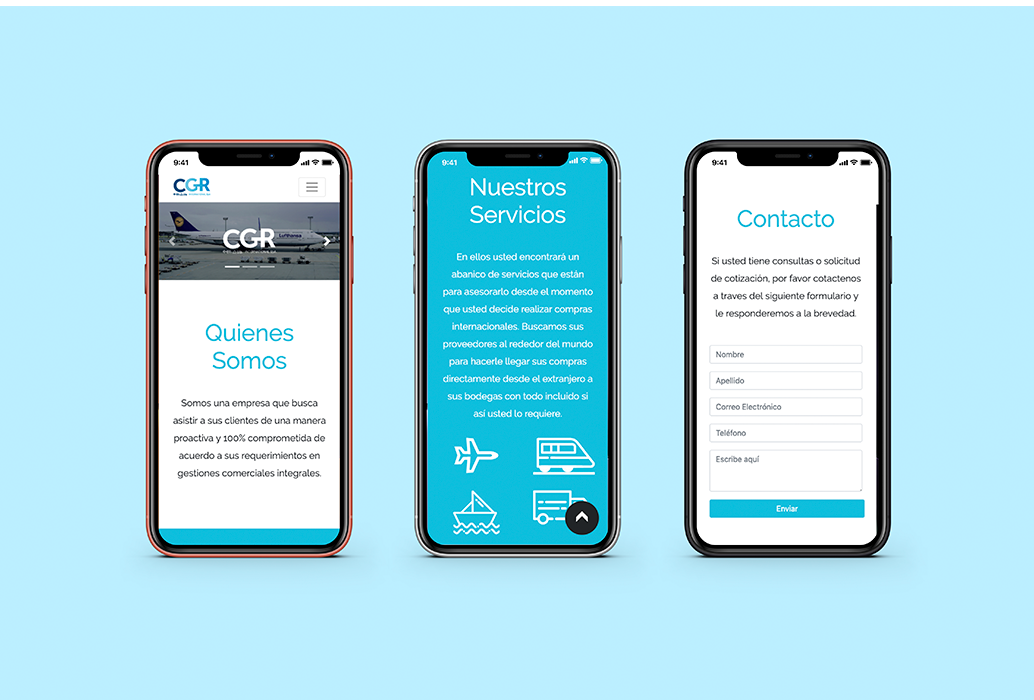 9:41
CGR
Lufthansa
CGR
Quienes
Somos
Somos una empresa que busca
asistir a sus clientes de una manera
proactiva y 100% comprometida de
acuerdo a sus requerimientos en
gestiones comerciales integrales.
9:41
Nuestros
Servicios
En ellos usted encontrará un
abanico de servicios que están
para asesorarlo desde el momento
que usted decide realizar compras
internacionales. Buscamos sus
proveedores al rededor del mundo
para hacerle llegar sus compras
directamente desde el extranjero a
sus bodegas con todo incluido si
así usted lo requiere.
9:41
Contacto
Si usted tiene consultas o solicitud
de cotización, por favor cotactenos
a traves del siguiente formulario y
le responderemos a la brevedad.
Nombre
Apellido
Correo Electrónico
Teléfono
Escribe aquí
Enviar